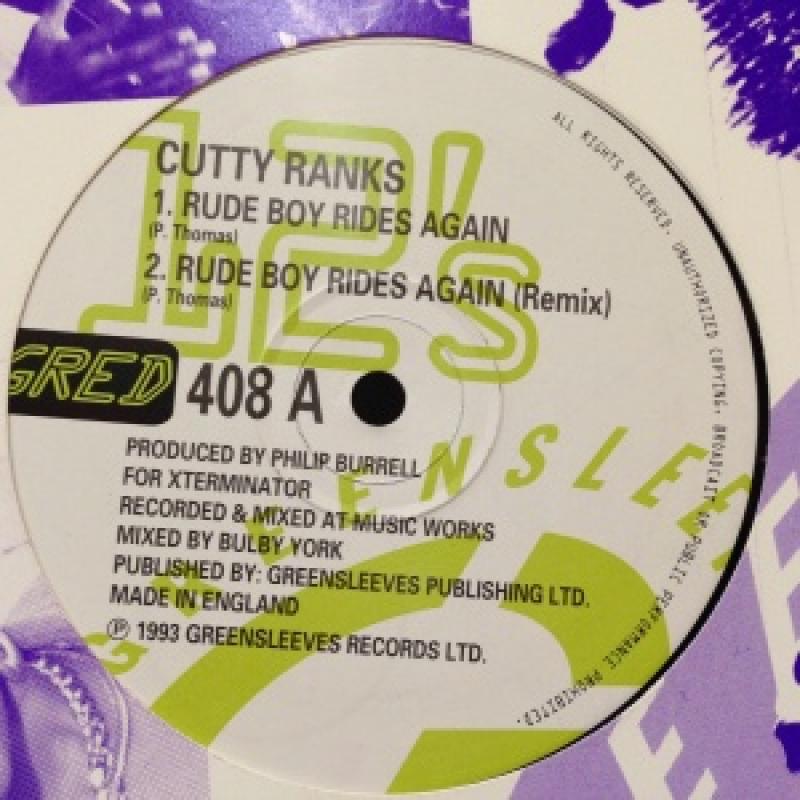 12's
CUTTY RANKS
1. RUDE BOY RIDES AGAIN
(P. Thomas)
2. RUDE BOY RIDES AGAIN (Remix)
(P. Thomas)
GRED 408 A
PRODUCED BY PHILIP BURRELL
FOR XTERMINATOR
RECORDED & MIXED AT MUSIC WORKS
MIXED BY BULBY YORK
PUBLISHED BY: GREENSLEEVES PUBLISHING LTD.
MADE IN ENGLAND
℗ 1993 GREENSLEEVES RECORDS LTD.
ALL RIGHTS RESERVED. UNAUTHORIZED COPYING, BROADCAST OR PUBLIC PERFORMANCE PROHIBITED.